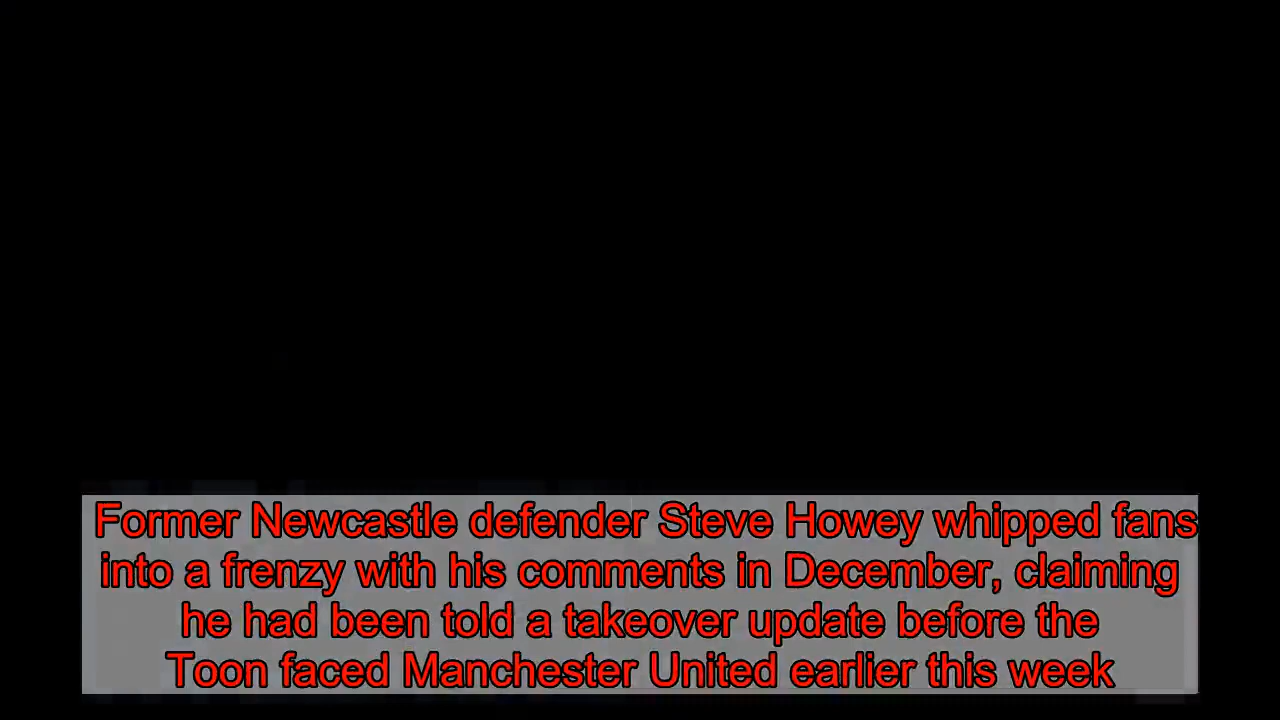 Former Newcastle defender Steve Howey whipped fans
into a frenzy with his comments in December, claiming
he had been told a takeover update before the
Toon faced Manchester United earlier this week